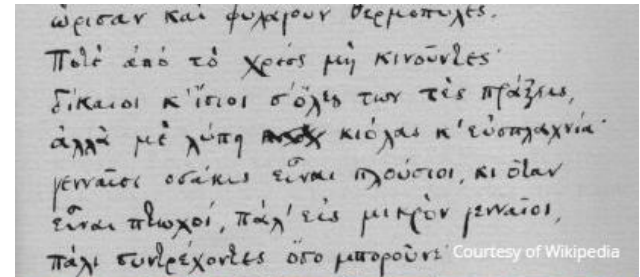 ὥρισαν καὶ φυλάγουν Θερμοπύλες.
Ποτὲ ἀπὸ τὸ χρέος μὴ κινοῦντες·
δίκαιοι κ' ἴσιοι σ' ὅλες των τὲς πράξεις,
ἀλλὰ μὲ λύπη κιόλας κ' εὐσπλαχνία·
γενναῖοι ὁσάκις εἶναι πλούσιοι, κι ὅταν
εἶναι πτωχοί, πάλ' εἰς μικρὸν γενναῖοι,
πάλι συντρέχοντες ὅσο μποροῦνε·
Courtesy of Wikipedia